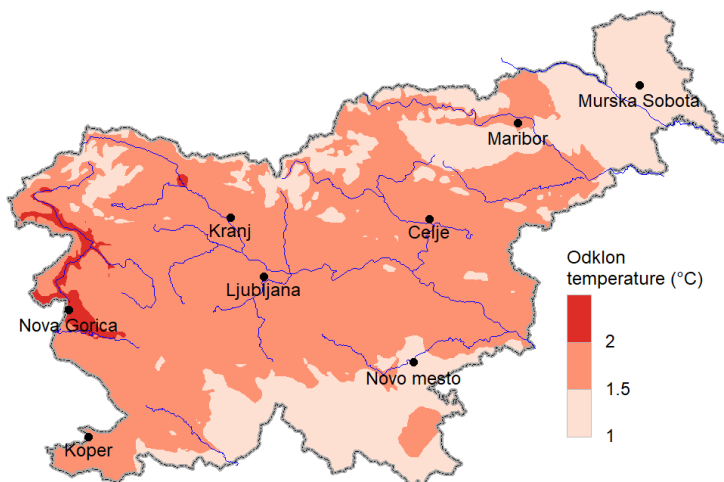 Murska Sobota
Maribor
Kranj
Celje
Ljubljana
Nova Gorica
Novo mesto
Koper
Odklon
temperature (°C)
2
1.5
1